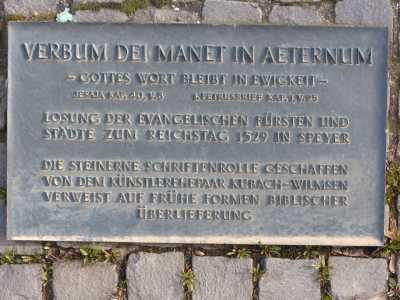 VERBUM DEI MANET IN AETERNUM
– GOTTES WORT BLEIBT IN EWIGKEIT –
JESAJA KAP. 40, V. 8 1. PETRUSBRIEF KAP. 1, V. 25
LOSUNG DER EVANGELISCHEN FÜRSTEN UND
STÄDTE ZUM REICHSTAG 1529 IN SPEYER
DIE STEINERNE SCHRIFTENROLLE GESCHAFFEN
VON DEM KÜNSTLEREHEPAAR KUBACH-WILMSEN
VERWEIST AUF FRÜHE FORMEN BIBLISCHER
ÜBERLIEFERUNG